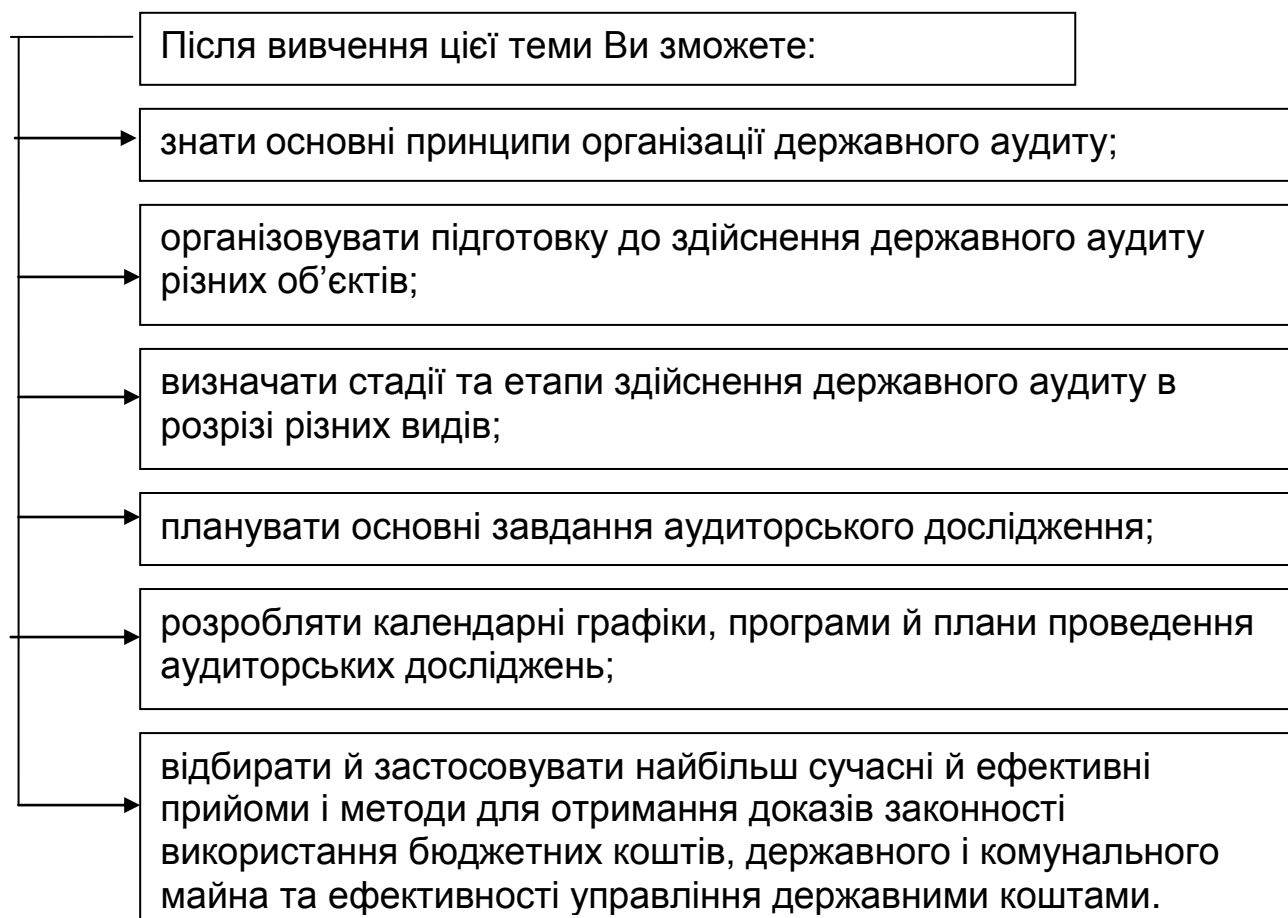 Після вивчення цієї теми Ви зможете:
знати основні принципи організації державного аудиту;
організовувати підготовку до здійснення державного аудиту
різних об’єктів;
визначати стадії та етапи здійснення державного аудиту в
розрізі різних видів;
планувати основні завдання аудиторського дослідження;
розробляти календарні графіки, програми й плани проведення
аудиторських досліджень;
відбирати й застосовувати найбільш сучасні й ефективні
прийоми і методи для отримання доказів законності
використання бюджетних коштів, державного і комунального
майна та ефективності управління державними коштами.